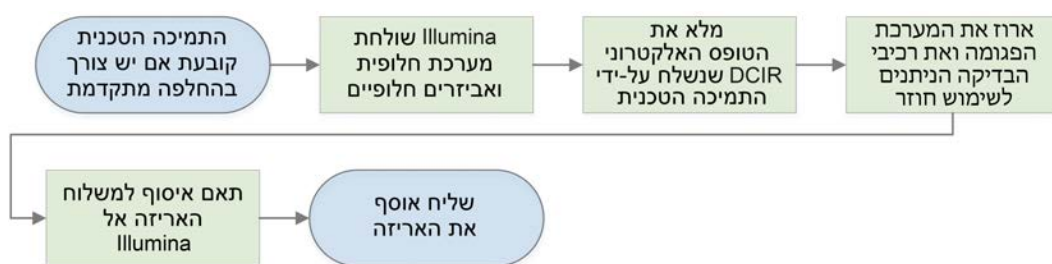 התמיכה הטכנית
קובעת אם יש צורך
בהחלפה מתקדמת
Illumina שולחת
מערכת חלופית
ואביזרים חלופיים
מלא את
הטופס האלקטרוני
DCIR שנשלח על-ידי
התמיכה הטכנית
ארוז את המערכת
הפגומה ואת רכיבי
הבדיקה הניתנים
לשימוש חוזר
תאם איסוף למשלוח
האריזה אל
Illumina
שליח אוסף
את האריזה